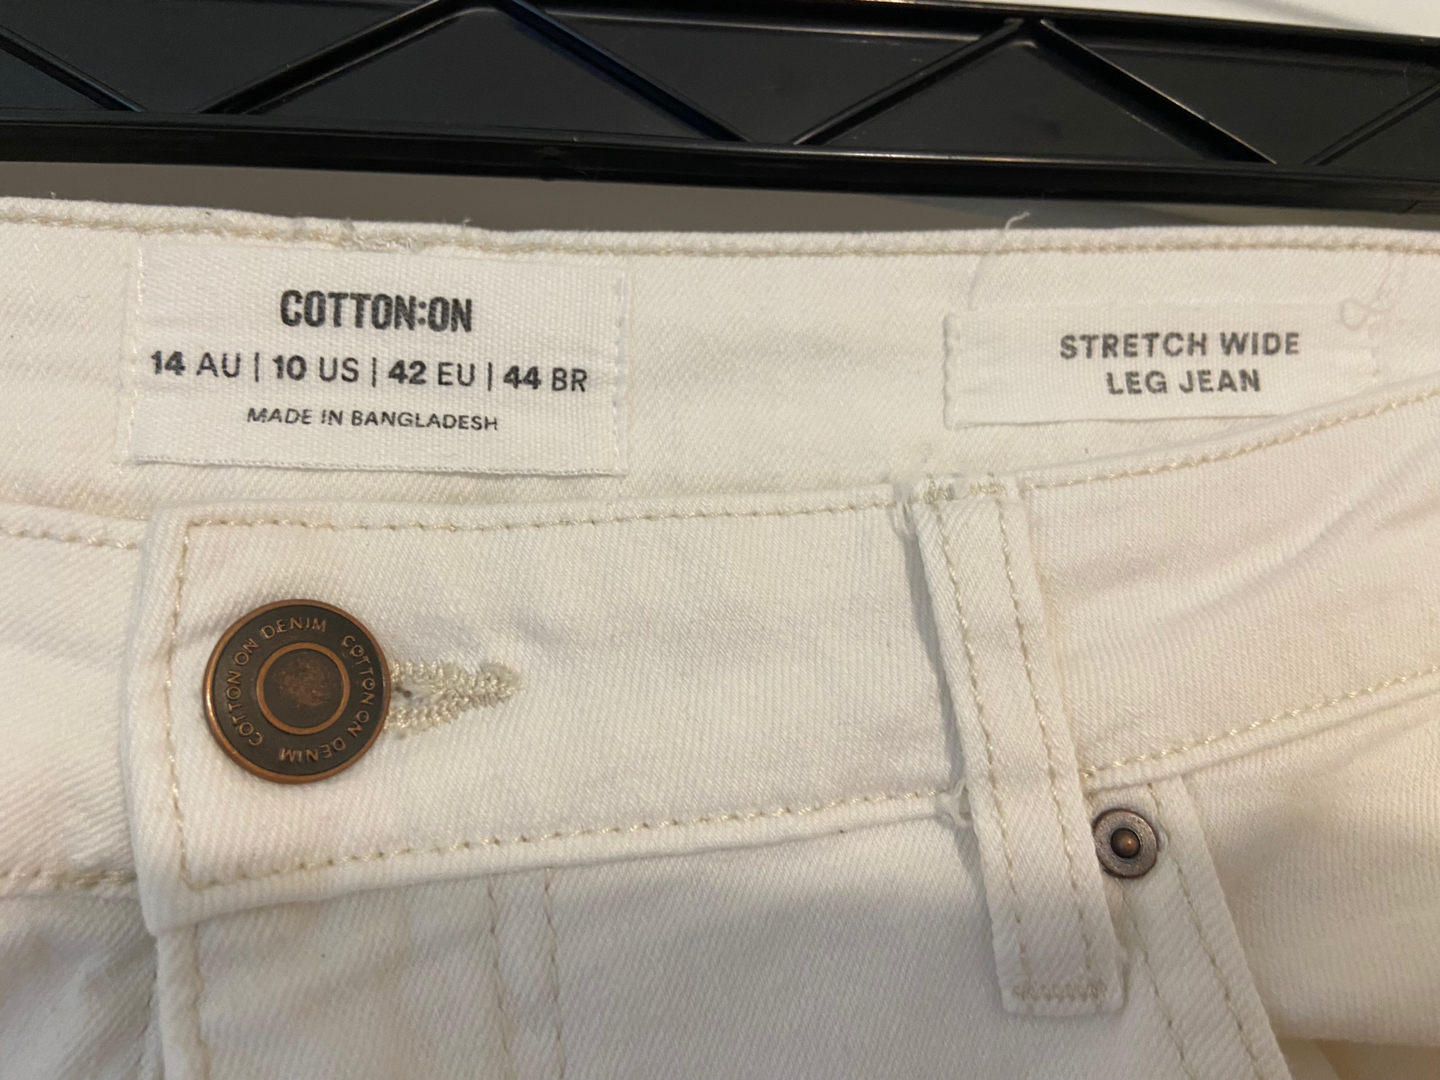 COTTON:ON
14 AU | 10 US | 42 EU | 44 BR
MADE IN BANGLADESH
STRETCH WIDE
LEG JEAN
COTTON ON DENIM COTTON ON DENIM